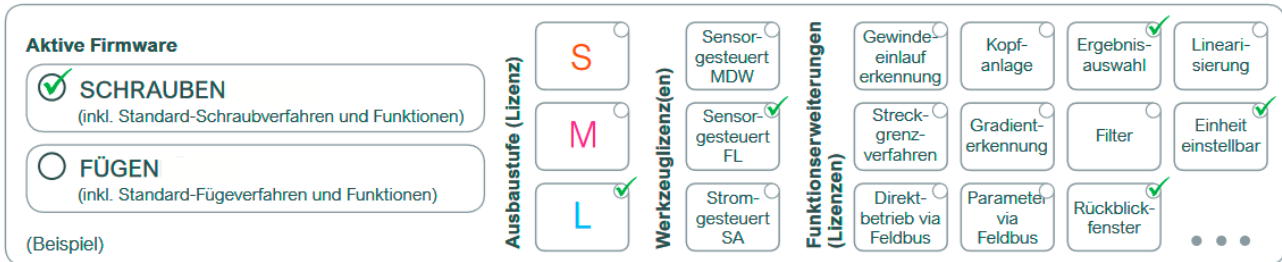 Aktive Firmware
SCHRAUBEN
(inkl. Standard-Schraubverfahren und Funktionen)
FÜGEN
(inkl. Standard-Fügeverfahren und Funktionen)
(Beispiel)
Ausbaustufe (Lizenz)
S
M
L
Werkzeuglizenz(en)
Sensor-
gesteuert
MDW
Sensor-
gesteuert
FL
Strom-
gesteuert
SA
Funktionserweiterungen
(Lizenzen)
Gewinde-
einlauf
erkennung
Kopf-
anlage
Ergebnis-
auswahl
Lineari-
sierung
Streck-
grenz-
verfahren
Gradient-
erkennung
Filter
Einheit
einstellbar
Direkt-
betrieb via
Feldbus
Parameter
via
Feldbus
Rückblick-
fenster